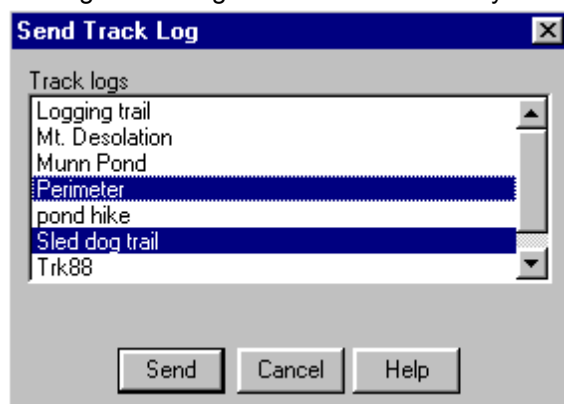 Send Track Log
Track logs
Logging trail
Mt. Desolation
Munn Pond
Perimeter
pond hike
Sled dog trail
Trk88
Send Cancel Help